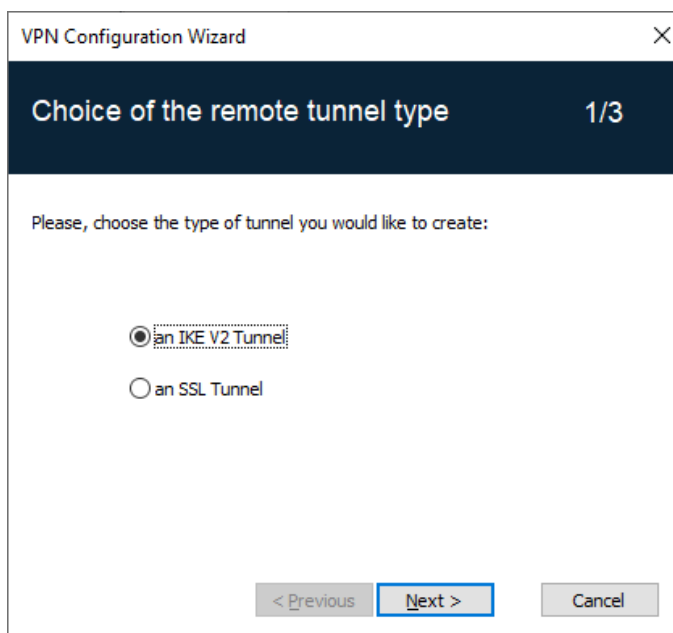 VPN Configuration Wizard
Choice of the remote tunnel type 1/3
Please, choose the type of tunnel you would like to create:
an IKE V2 Tunnel
an SSL Tunnel
< Previous Next > Cancel